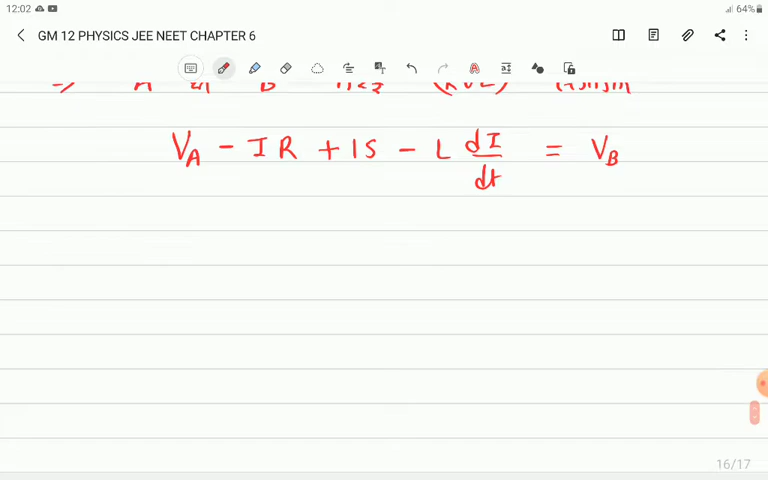 12:02 64%
GM 12 PHYSICS JEE NEET CHAPTER 6
V_A - IR + 15 - L dI/dt = V_B
16/17